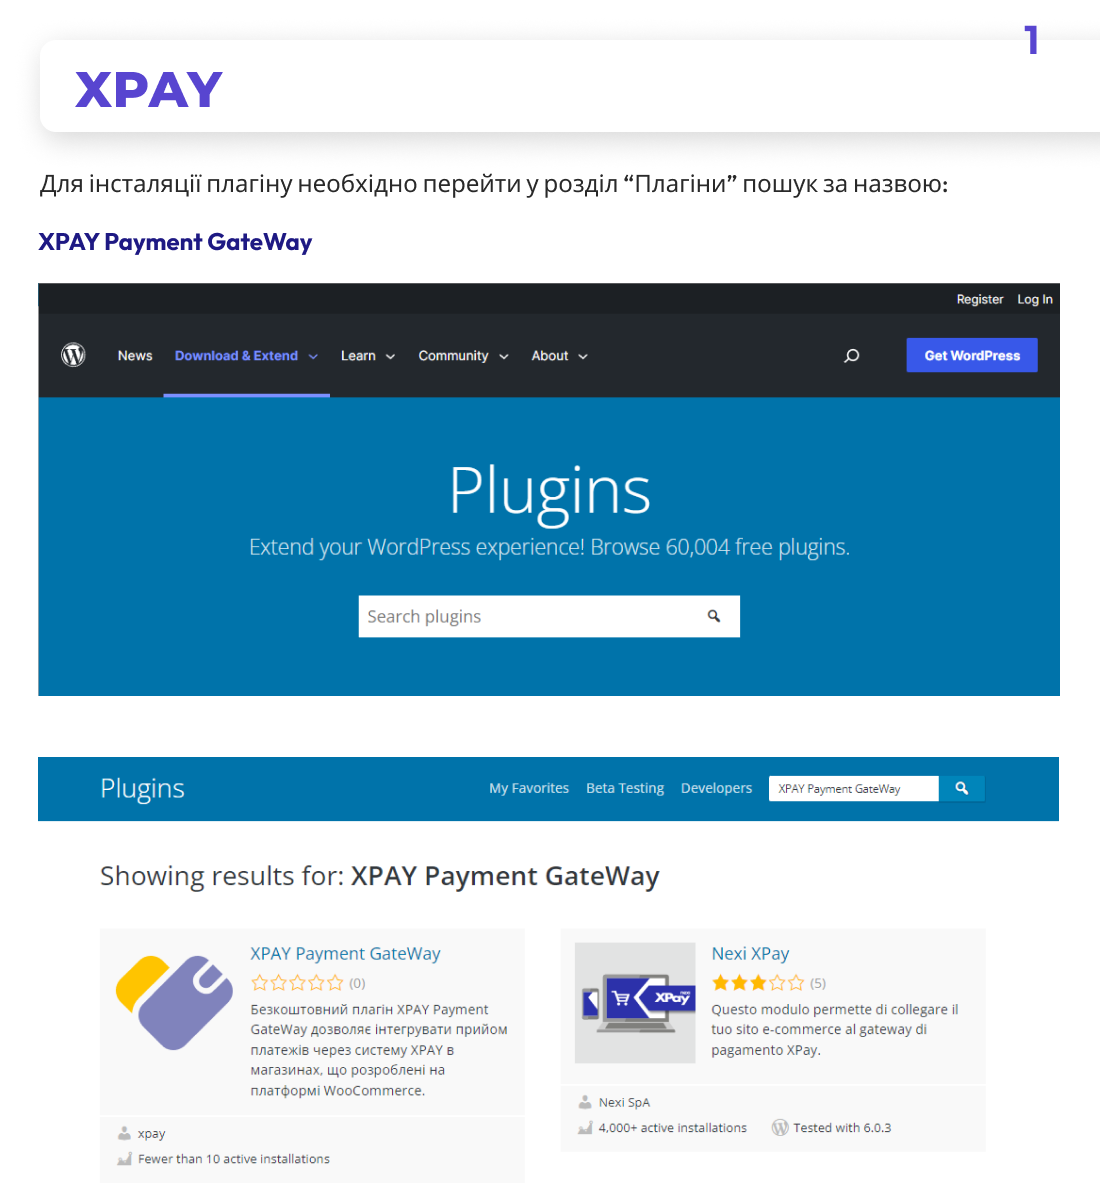 1
XPAY
Для інсталяції плагіну необхідно перейти у розділ “Плагіни” пошук за назвою:
XPAY Payment GateWay
Register Log In
News Download & Extend Learn Community About Get WordPress
Plugins
Extend your WordPress experience! Browse 60,004 free plugins.
Search plugins
Plugins My Favorites Beta Testing Developers XPAY Payment GateWay
Showing results for: XPAY Payment GateWay
XPAY Payment GateWay
(0)
Безкоштовний плагін XPAY Payment
GateWay дозволяє інтегрувати прийом
платежів через систему XPAY в
магазинах, що розроблені на
платформі WooCommerce.
xpay
Fewer than 10 active installations
XPay
Nexi XPay
(5)
Questo modulo permette di collegare il
tuo sito e-commerce al gateway di
pagamento XPay.
Nexi SpA
4,000+ active installations Tested with 6.0.3